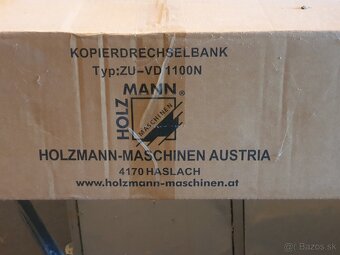 KOPIERDRECHSELBANK
Typ:ZU-VD 1100N
HOLZ
MANN®
MASCHINEN
HOLZMANN-MASCHINEN AUSTRIA
4170 HASLACH
www.holzmann-maschinen.at
Bazos.sk